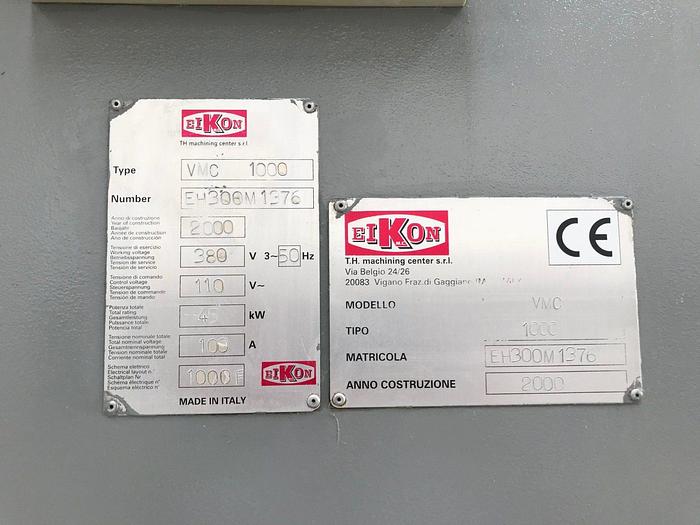 EIKON
TH machining center s.r.l.
Type VMC 1000
Number EH300M1376
Anno di costruzione
Year of construction
Baujahr
Année de construction
Año de construcción
2000
Tensione di esercizio
Working voltage
Betriebsspannung
Tension de service
Tensión de servicio
380 V 3~ 50 Hz
Tensione di comando
Control voltage
Steuerspannung
Tension de commande
Tensión de mando
110 V~
Potenza totale
Total rating
Gesamtleistung
Puissance totale
Potencia total
kW
Tensione nominale totale
Total nominal voltage
Gesamtnennspannung
Tension nominale totale
Corriente nominal total
A
Schema elettrico
Electrical layout n°
Schaltplan Nr
Schéma électrique n°
Esquema eléctrico n°
1000
EIKON
MADE IN ITALY
EIKON
M.C.
CE
T.H. machining center s.r.l.
Via Belgio 24/26
20083 Vigano Fraz.di Gaggiano
MODELLO VMC
TIPO 1000
MATRICOLA EH300M1376
ANNO COSTRUZIONE 2000